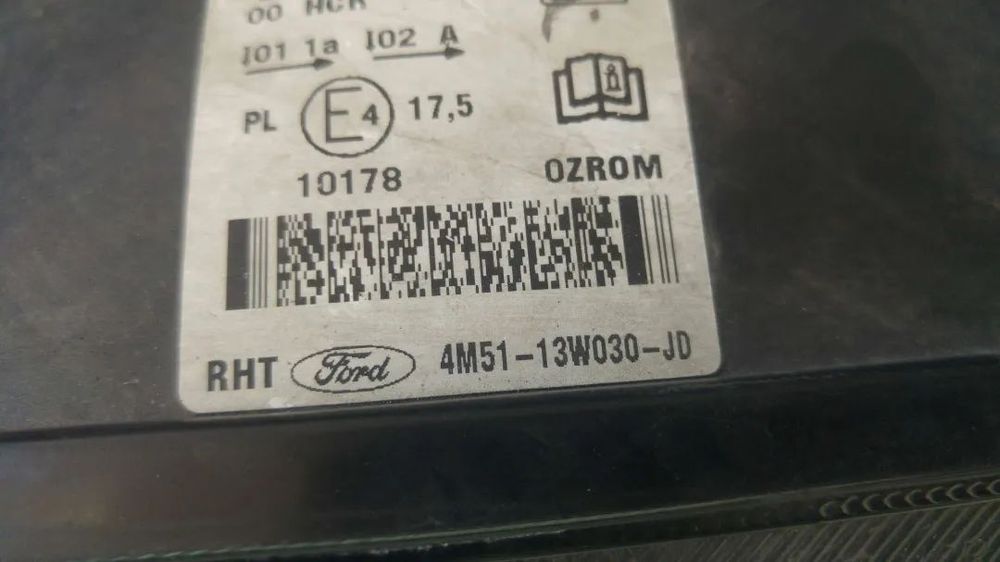 00 HCR
I01 1a I02 A
PL E4 17,5
10178 OZROM
RHT Ford 4M51-13W030-JD